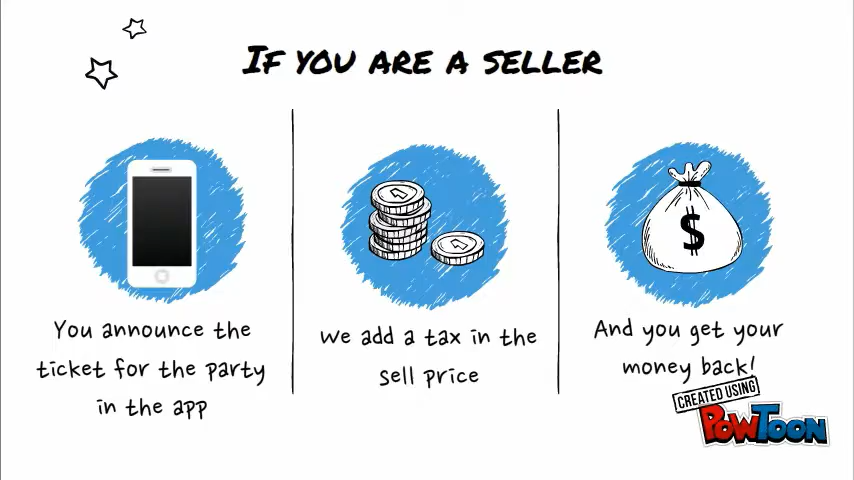 If you are a seller
You announce the
ticket for the party
in the app
We add a tax in the
sell price
And you get your
money back!
$
CREATED USING
PowToon